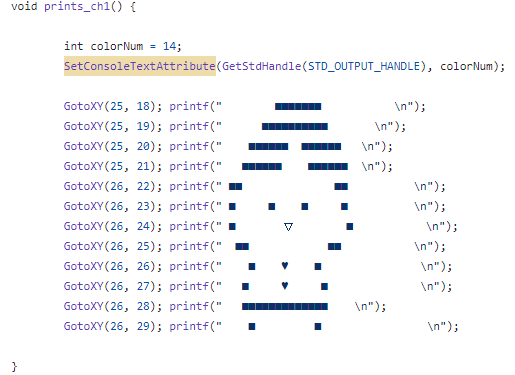 void prints_ch1() {
int colorNum = 14;
SetConsoleTextAttribute(GetStdHandle(STD_OUTPUT_HANDLE), colorNum);
GotoXY(25, 18); printf("        ■■■■■■■           \n");
GotoXY(25, 19); printf("      ■■■■■■■■■■       \n");
GotoXY(25, 20); printf("    ■■■■■■  ■■■■■■   \n");
GotoXY(25, 21); printf("   ■■■■■■    ■■■■■■  \n");
GotoXY(26, 22); printf(" ■■              ■■          \n");
GotoXY(26, 23); printf(" ■     ■    ■     ■          \n");
GotoXY(26, 24); printf(" ■       ▽        ■           \n");
GotoXY(26, 25); printf("  ■■            ■■           \n");
GotoXY(26, 26); printf("    ■    ♥    ■               \n");
GotoXY(26, 27); printf("   ■     ♥     ■              \n");
GotoXY(26, 28); printf("   ■■■■■■■■■■■■■    \n");
GotoXY(26, 29); printf("    ■         ■                \n");
}